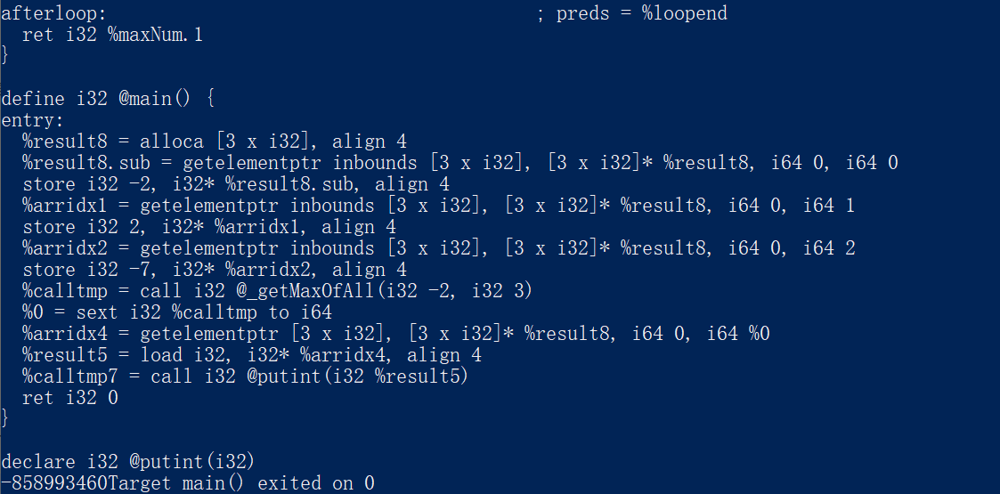 afterloop:                                        ; preds = %loopend
  ret i32 %maxNum.1
}

define i32 @main() {
entry:
  %result8 = alloca [3 x i32], align 4
  %result8.sub = getelementptr inbounds [3 x i32], [3 x i32]* %result8, i64 0, i64 0
  store i32 -2, i32* %result8.sub, align 4
  %arridx1 = getelementptr inbounds [3 x i32], [3 x i32]* %result8, i64 0, i64 1
  store i32 2, i32* %arridx1, align 4
  %arridx2 = getelementptr inbounds [3 x i32], [3 x i32]* %result8, i64 0, i64 2
  store i32 -7, i32* %arridx2, align 4
  %calltmp = call i32 @_getMaxOfAll(i32 -2, i32 3)
  %0 = sext i32 %calltmp to i64
  %arridx4 = getelementptr [3 x i32], [3 x i32]* %result8, i64 0, i64 %0
  %result5 = load i32, i32* %arridx4, align 4
  %calltmp7 = call i32 @putint(i32 %result5)
  ret i32 0
}

declare i32 @putint(i32)
-858993460Target main() exited on 0